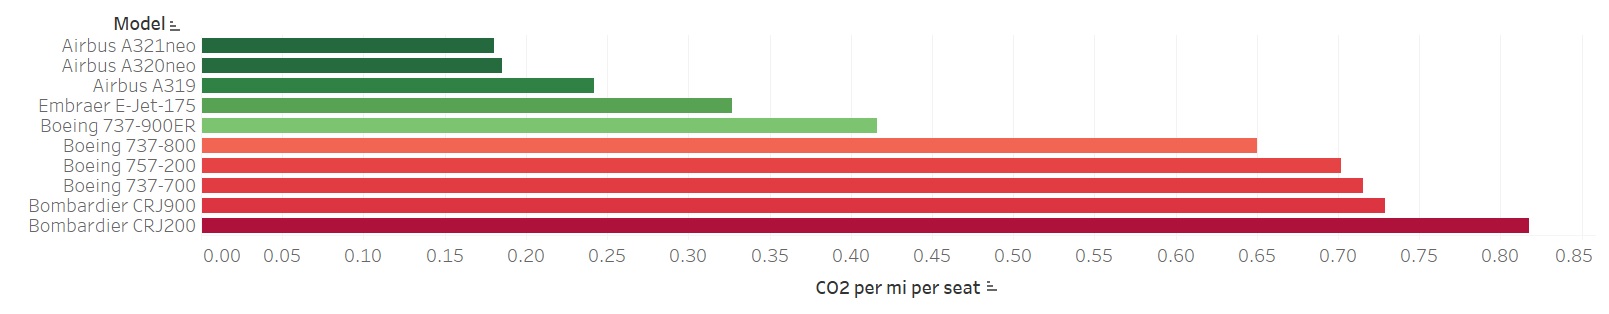 Model
Airbus A321neo
Airbus A320neo
Airbus A319
Embraer E-Jet-175
Boeing 737-900ER
Boeing 737-800
Boeing 757-200
Boeing 737-700
Bombardier CRJ900
Bombardier CRJ200
0.00 0.05 0.10 0.15 0.20 0.25 0.30 0.35 0.40 0.45 0.50 0.55 0.60 0.65 0.70 0.75 0.80 0.85
CO2 per mi per seat